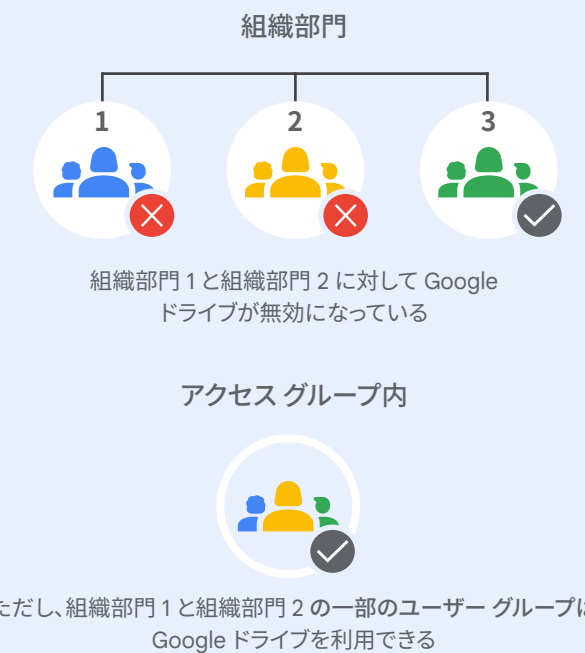 組織部門
1 2 3
組織部門 1 と組織部門 2 に対して Google
ドライブが無効になっている
アクセス グループ内
ただし、組織部門 1 と組織部門 2 の一部のユーザー グループは
Google ドライブを利用できる